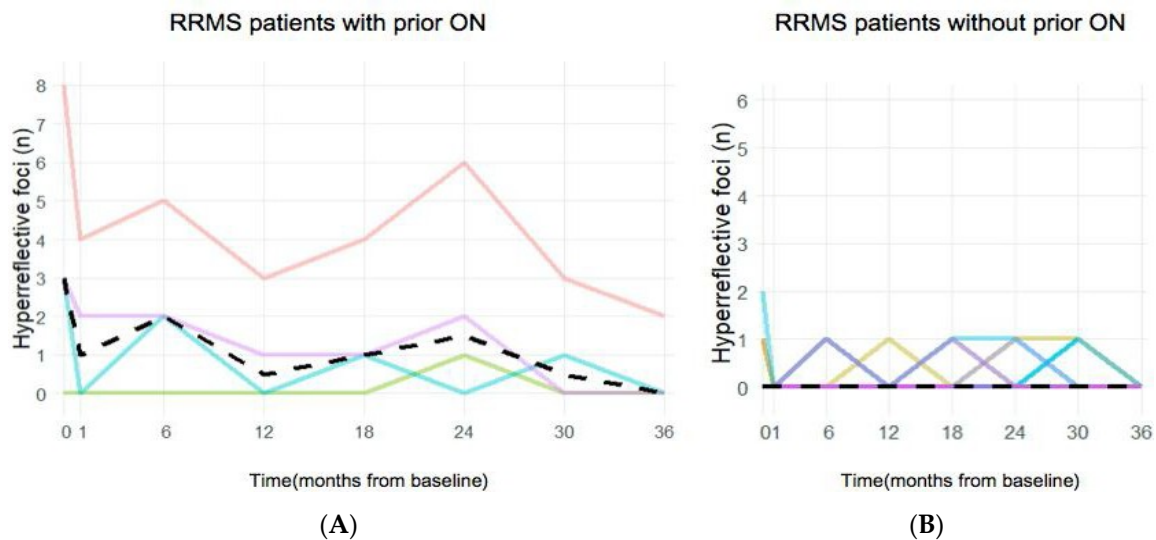 RRMS patients with prior ON
Hyperreflective foci (n)
8
7
6
5
4
3
2
1
0
0 1 6 12 18 24 30 36
Time(months from baseline)
(A)
RRMS patients without prior ON
Hyperreflective foci (n)
6
5
4
3
2
1
0
01 6 12 18 24 30 36
Time(months from baseline)
(B)